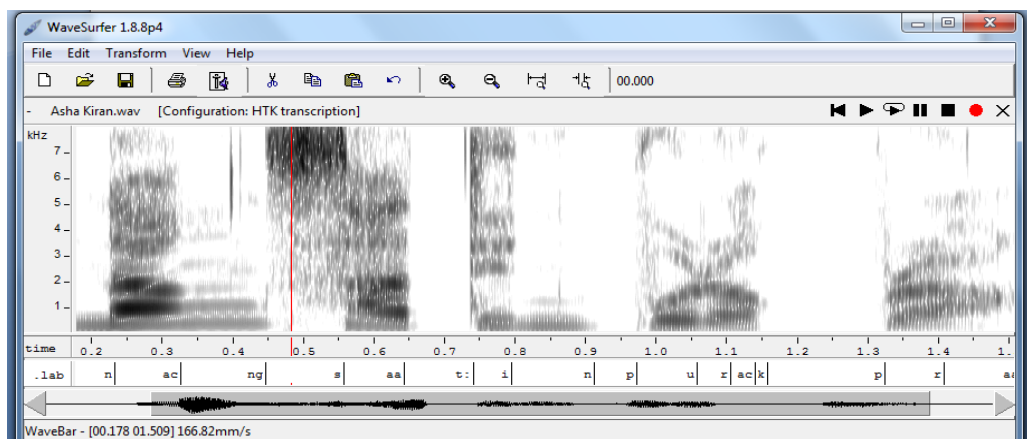 WaveSurfer 1.8.8p4
File Edit Transform View Help
00.000
- Asha Kiran.wav [Configuration: HTK transcription]
kHz
7
6
5
4
3
2
1
time 0.2 0.3 0.4 0.5 0.6 0.7 0.8 0.9 1.0 1.1 1.2 1.3 1.4 1.
.lab n ac ng s aa t: i n p u r ac k p r aa
WaveBar - [00.178 01.509] 166.82mm/s